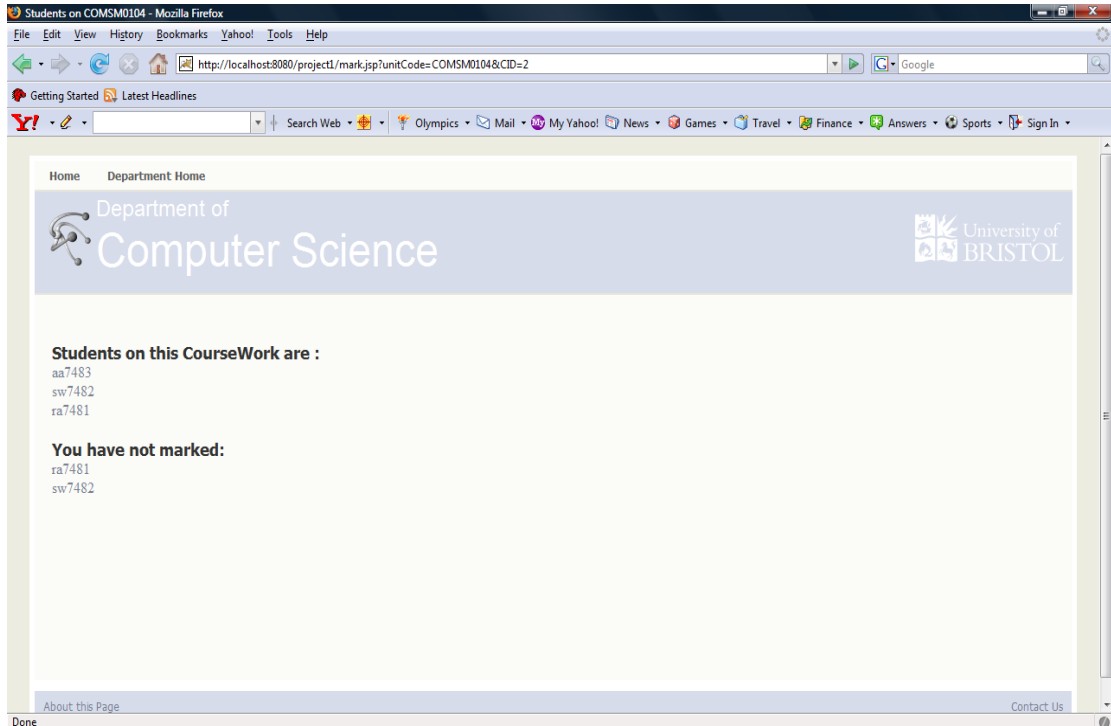 Students on COMSM0104 - Mozilla Firefox
File Edit View History Bookmarks Yahoo! Tools Help
http://localhost:8080/project1/mark.jsp?unitCode=COMSM0104&CID=2 G Google
Getting Started Latest Headlines
Y! Search Web Olympics Mail My My Yahoo! News Games Travel Finance Answers Sports Sign In
Home Department Home
Department of
Computer Science
University of
BRISTOL
Students on this CourseWork are :
aa7483
sw7482
ra7481
You have not marked:
ra7481
sw7482
About this Page Contact Us
Done